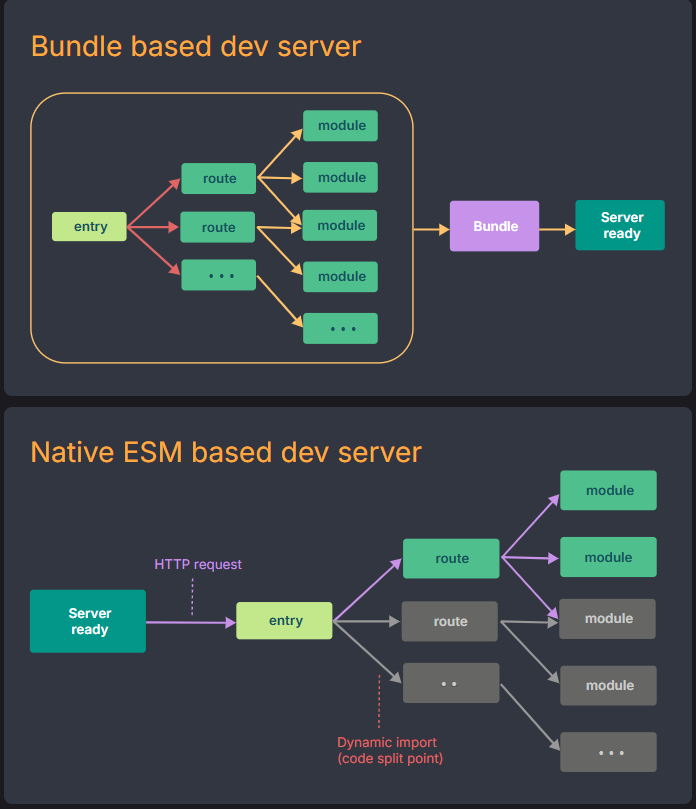 Bundle based dev server
entry
route
route
• • •
module
module
module
module
• • •
Bundle
Server
ready
Native ESM based dev server
HTTP request
Server
ready
entry
route
route
• •
Dynamic import
(code split point)
module
module
module
module
• • •